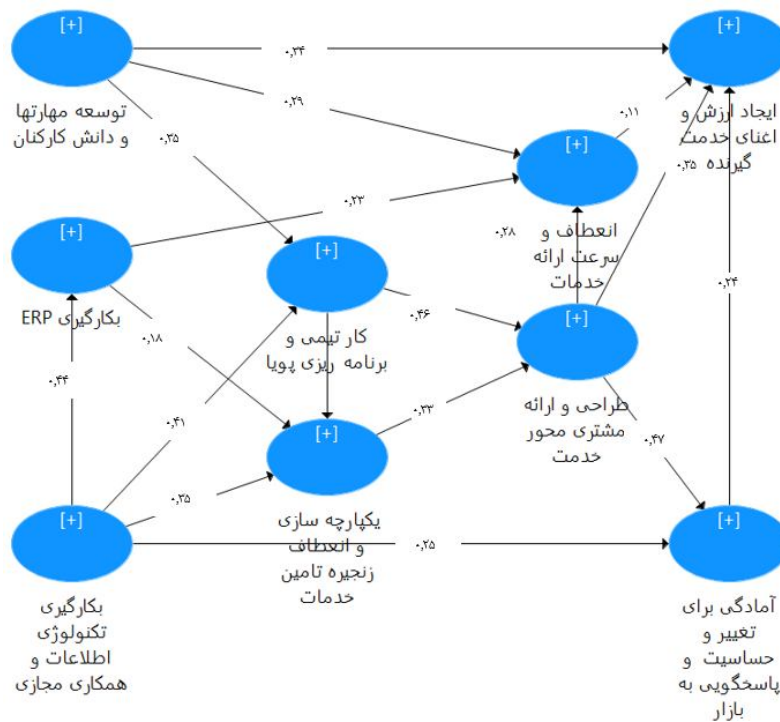 [+]
[+]
۰,۲۴
توسعه مهارتها
و دانش کارکنان
ایجاد ارزش و
اغنای خدمت
گیرنده
۰,۱۱
۰,۲۹
۰,۳۵
[+]
۰,۳۵
۰,۲۳
انعطاف و
سرعت ارائه
خدمات
۰,۲۸
[+]
[+]
بکارگیری ERP
کار تیمی و
برنامه ریزی پویا
۰,۴۶
[+]
۰,۲۴
۰,۱۸
طراحی و ارائه
مشتری محور
خدمت
۰,۳۳
۰,۴۴
۰,۴۱
[+]
۰,۴۷
۰,۳۵
یکپارچه سازی
و انعطاف
زنجیره تامین
خدمات
[+]
[+]
۰,۲۵
بکارگیری
تکنولوژی
اطلاعات و
همکاری مجازی
آمادگی برای
تغییر و
حساسیت و
پاسخگویی به
بازار